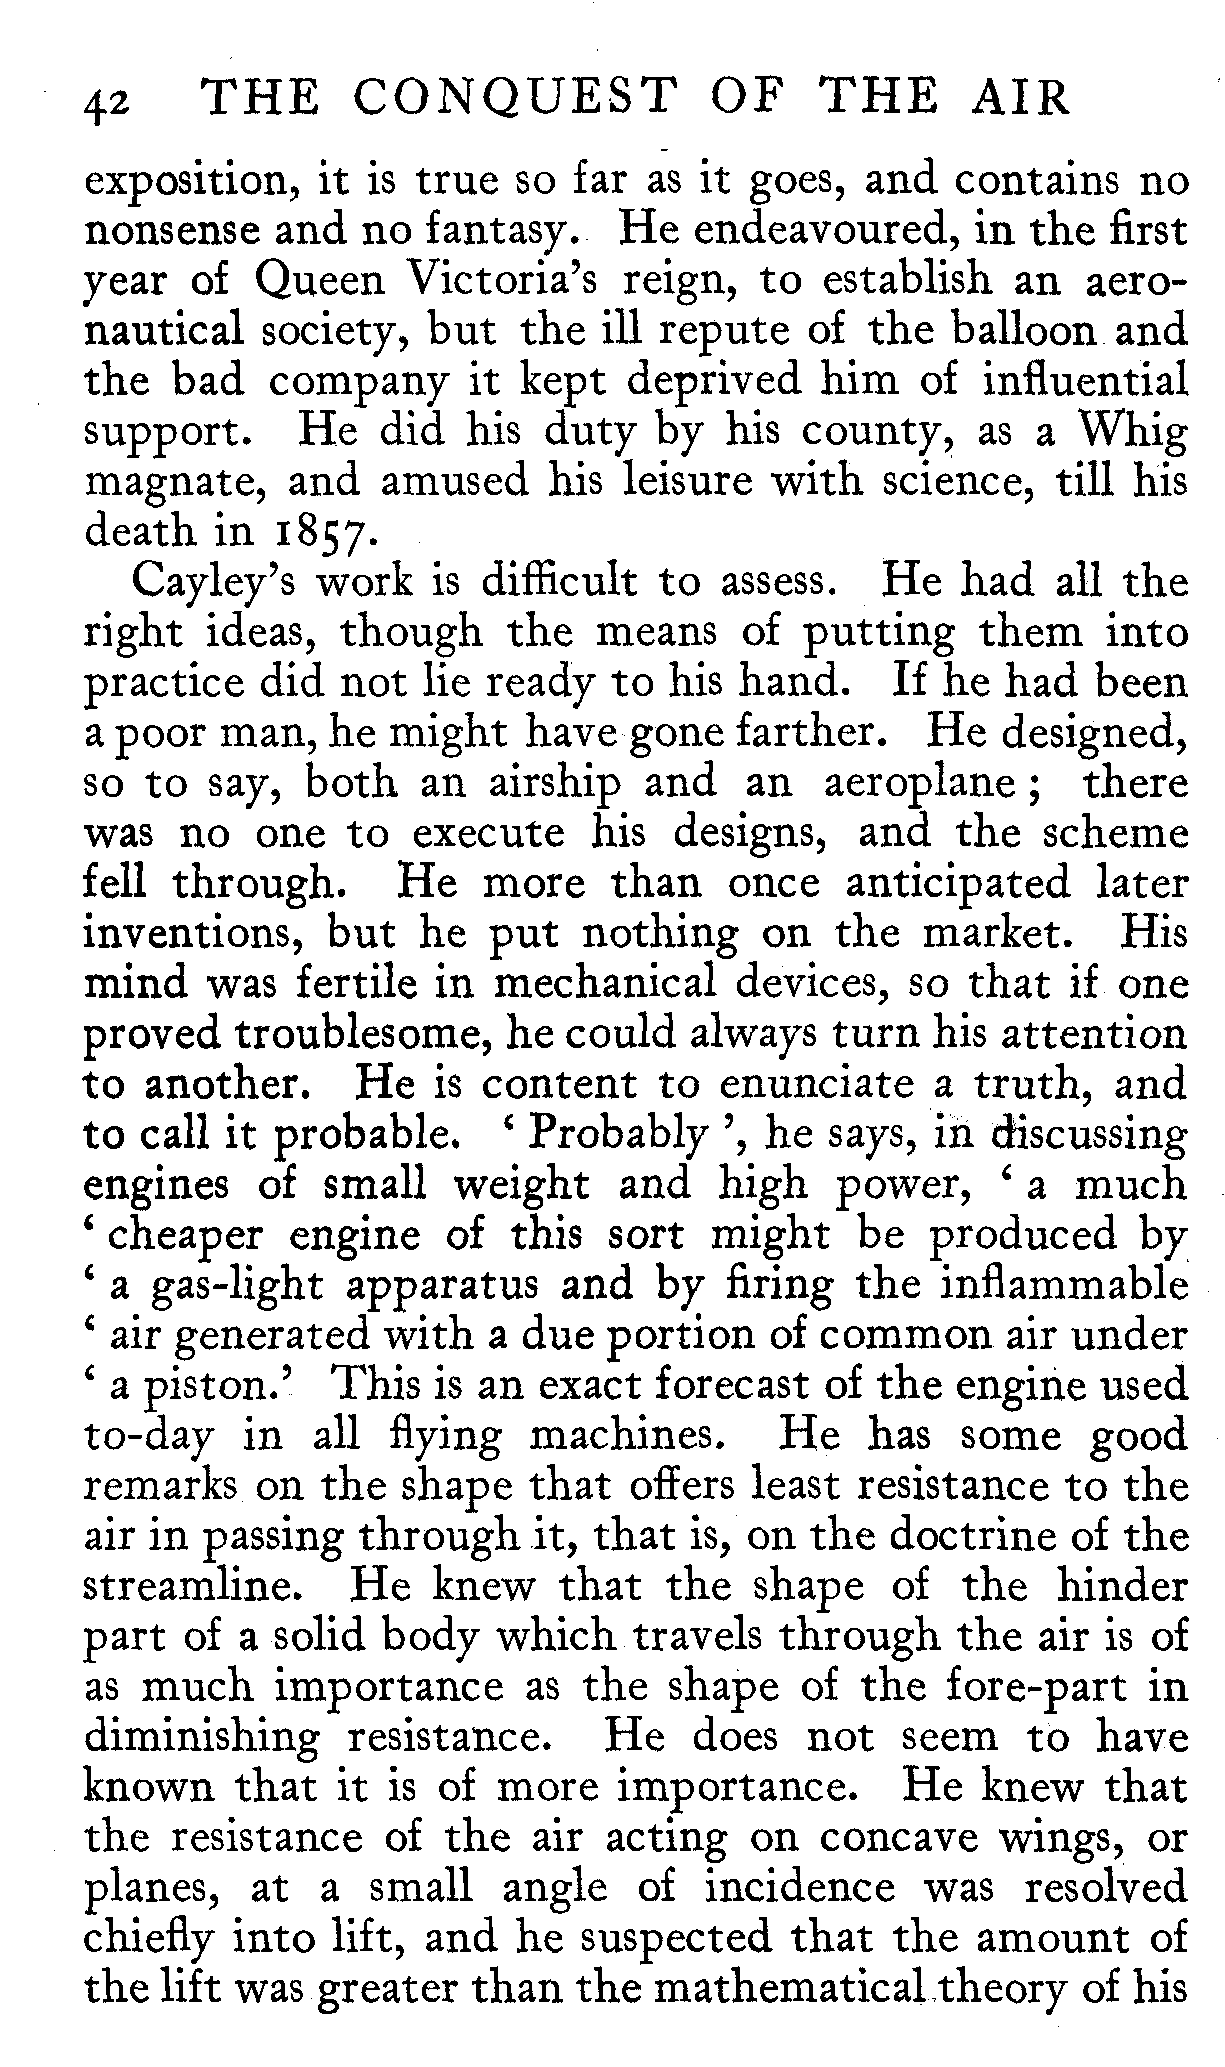 42 THE CONQUEST OF THE AIR
exposition, it is true so far as it goes, and contains no
nonsense and no fantasy. He endeavoured, in the first
year of Queen Victoria's reign, to establish an aero-
nautical society, but the ill repute of the balloon and
the bad company it kept deprived him of influential
support. He did his duty by his county, as a Whig
magnate, and amused his leisure with science, till his
death in 1857.
Cayley's work is difficult to assess. He had all the
right ideas, though the means of putting them into
practice did not lie ready to his hand. If he had been
a poor man, he might have gone farther. He designed,
so to say, both an airship and an aeroplane ; there
was no one to execute his designs, and the scheme
fell through. He more than once anticipated later
inventions, but he put nothing on the market. His
mind was fertile in mechanical devices, so that if one
proved troublesome, he could always turn his attention
to another. He is content to enunciate a truth, and
to call it probable. ‘ Probably ’, he says, in discussing
engines of small weight and high power, ‘ a much
‘ cheaper engine of this sort might be produced by
‘ a gas-light apparatus and by firing the inflammable
‘ air generated with a due portion of common air under
‘ a piston.’ This is an exact forecast of the engine used
to-day in all flying machines. He has some good
remarks on the shape that offers least resistance to the
air in passing through it, that is, on the doctrine of the
streamline. He knew that the shape of the hinder
part of a solid body which travels through the air is of
as much importance as the shape of the fore-part in
diminishing resistance. He does not seem to have
known that it is of more importance. He knew that
the resistance of the air acting on concave wings, or
planes, at a small angle of incidence was resolved
chiefly into lift, and he suspected that the amount of
the lift was greater than the mathematical theory of his